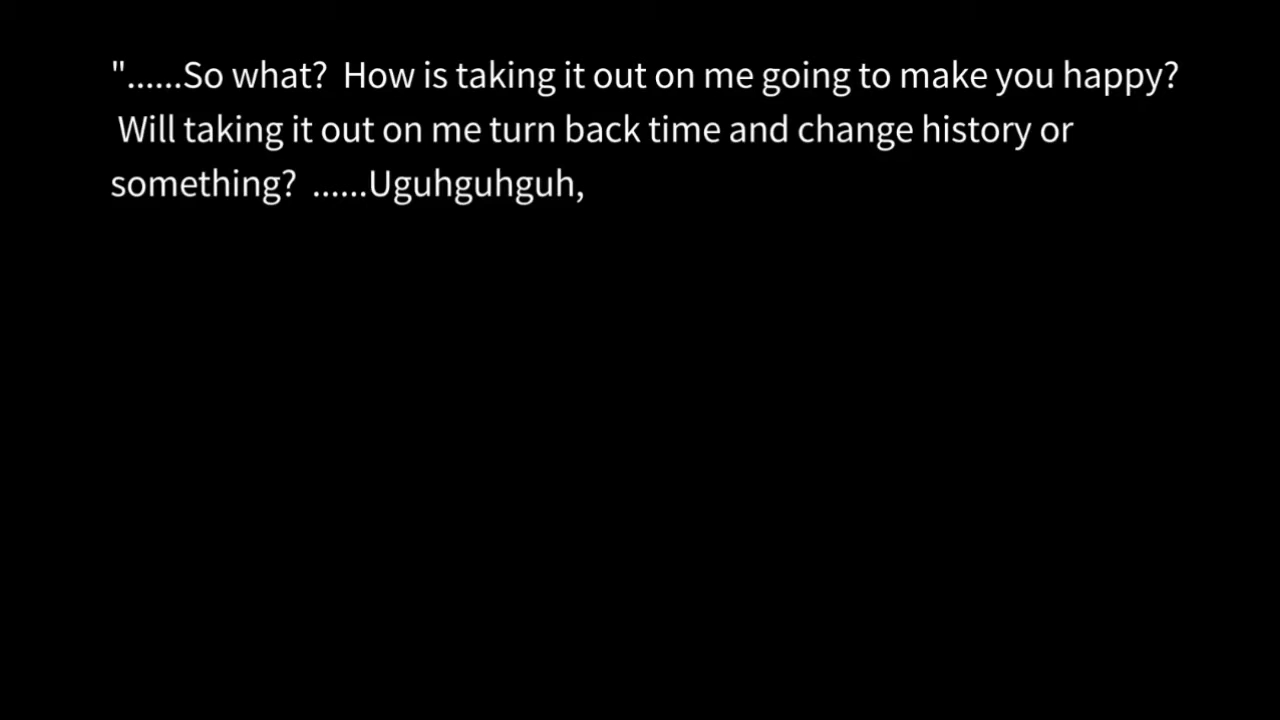 "......So what?  How is taking it out on me going to make you happy?
Will taking it out on me turn back time and change history or
something?  ......Uguhguhguh,